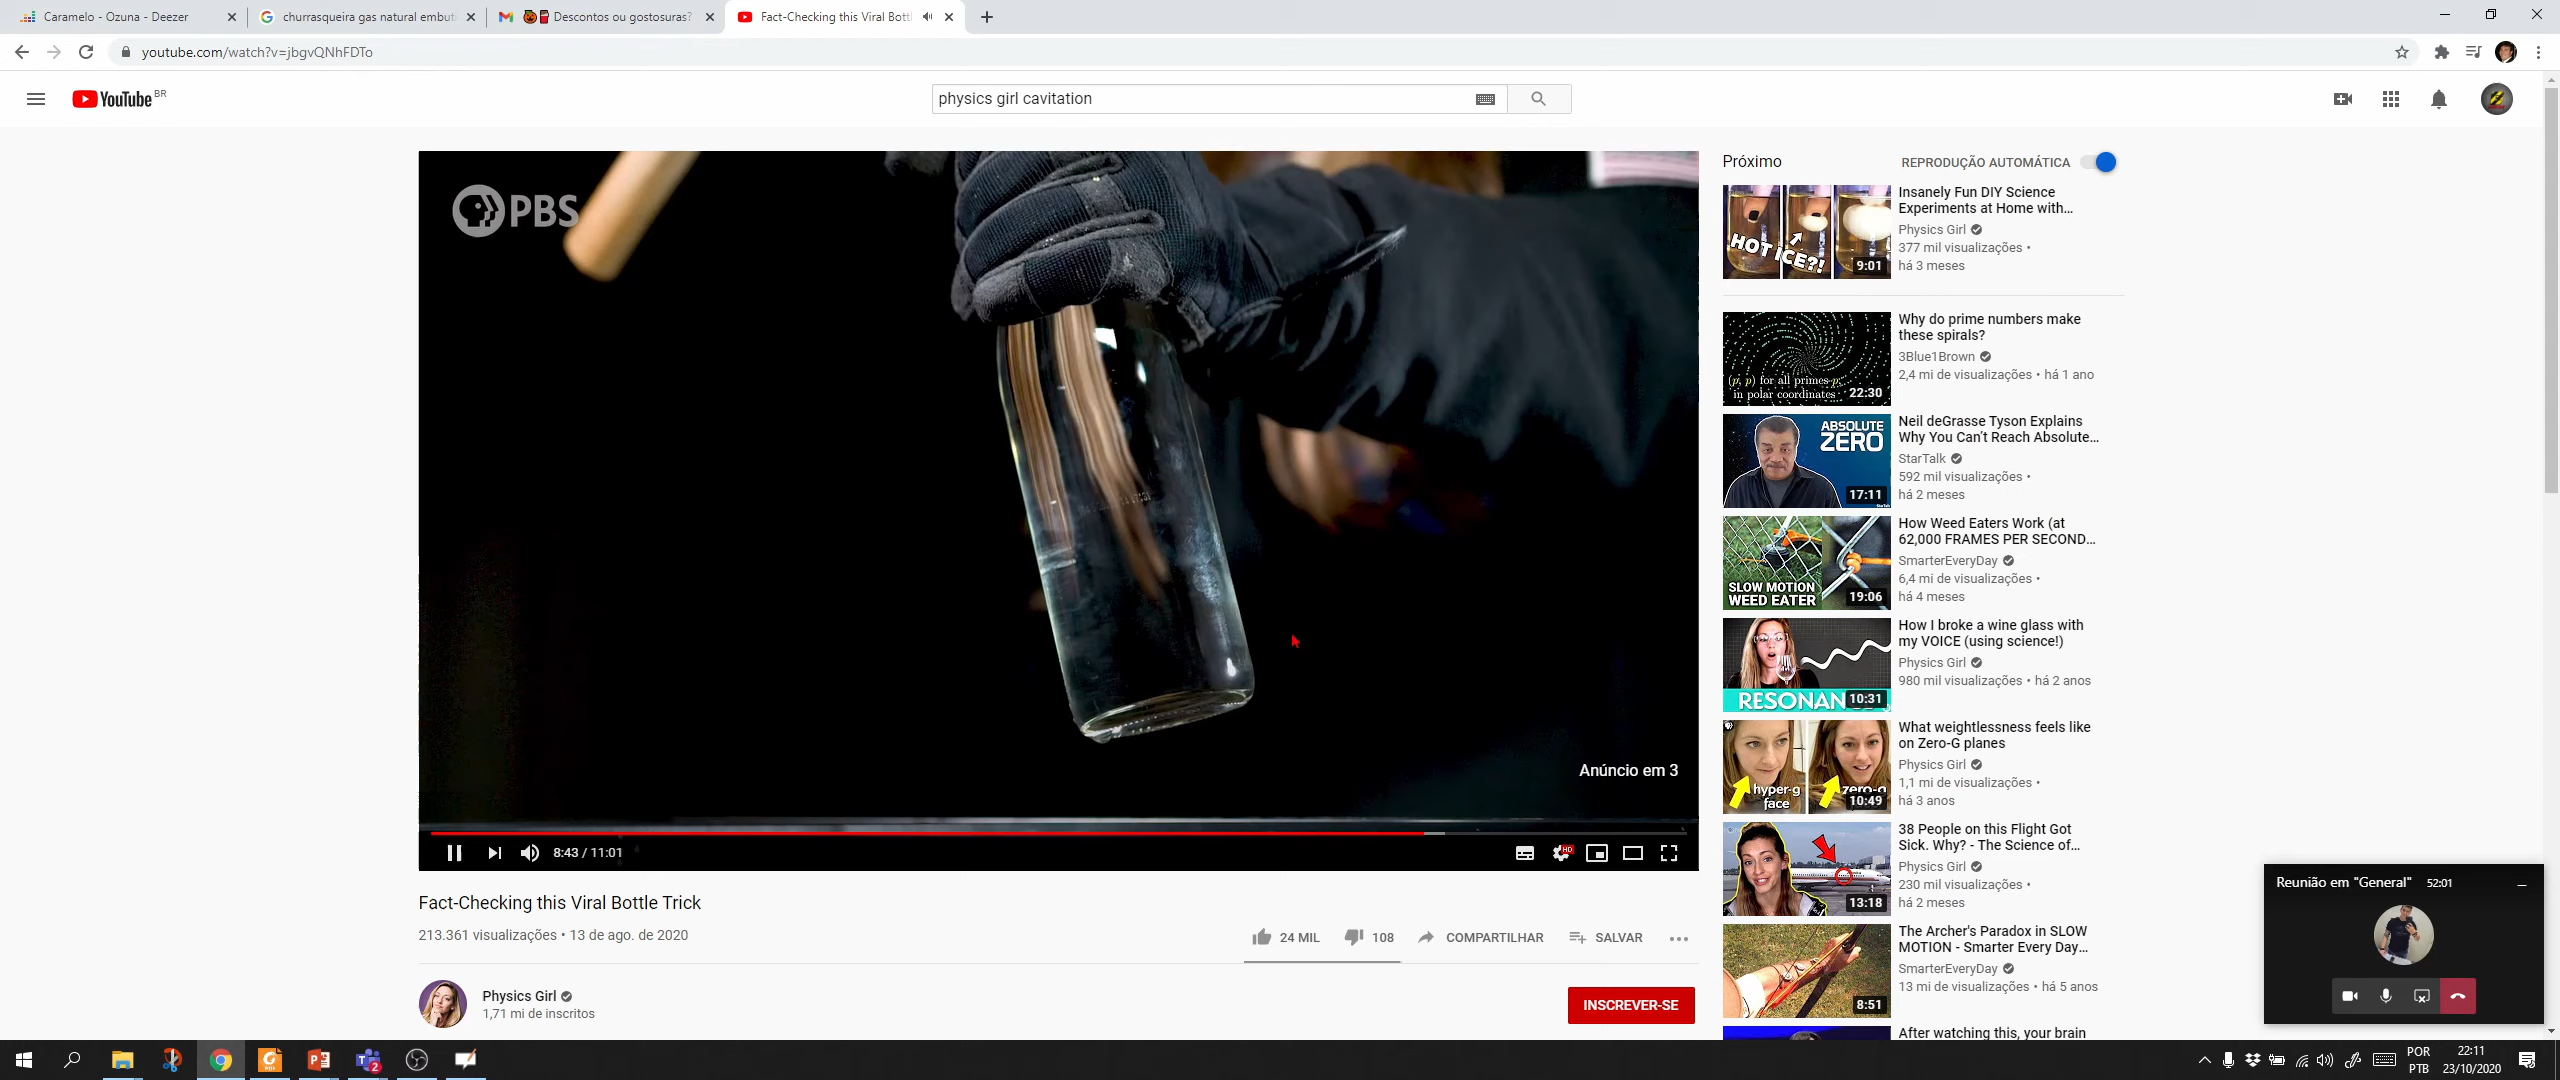 Caramelo - Ozuna - Deezer
churrasqueira gas natural embut
Descontos ou gostosuras?
Fact-Checking this Viral Bottl
youtube.com/watch?v=jbgvQNhFDTo
YouTube BR
physics girl cavitation
PBS
Anúncio em 3
8:43 / 11:01
HD
Fact-Checking this Viral Bottle Trick
213.361 visualizações • 13 de ago. de 2020
24 MIL
108
COMPARTILHAR
SALVAR
Physics Girl
1,71 mi de inscritos
INSCREVER-SE
Próximo
REPRODUÇÃO AUTOMÁTICA
HOT ICE?!
9:01
Insanely Fun DIY Science
Experiments at Home with...
Physics Girl
377 mil visualizações •
há 3 meses
(p, p) for all primes p,
in polar coordinates
22:30
Why do prime numbers make
these spirals?
3Blue1Brown
2,4 mi de visualizações • há 1 ano
ABSOLUTE
ZERO
17:11
Neil deGrasse Tyson Explains
Why You Can't Reach Absolute...
StarTalk
592 mil visualizações •
há 2 meses
SLOW MOTION
WEED EATER
19:06
How Weed Eaters Work (at
62,000 FRAMES PER SECOND...
SmarterEveryDay
6,4 mi de visualizações •
há 4 meses
RESONAN
10:31
How I broke a wine glass with
my VOICE (using science!)
Physics Girl
980 mil visualizações • há 2 anos
hyper-g
face
zero-g
10:49
What weightlessness feels like
on Zero-G planes
Physics Girl
1,1 mi de visualizações •
há 3 anos
13:18
38 People on this Flight Got
Sick. Why? - The Science of...
Physics Girl
230 mil visualizações •
há 2 meses
8:51
The Archer's Paradox in SLOW
MOTION - Smarter Every Day...
SmarterEveryDay
13 mi de visualizações • há 5 anos
After watching this, your brain
Reunião em "General" 52:01
POR
PTB
22:11
23/10/2020